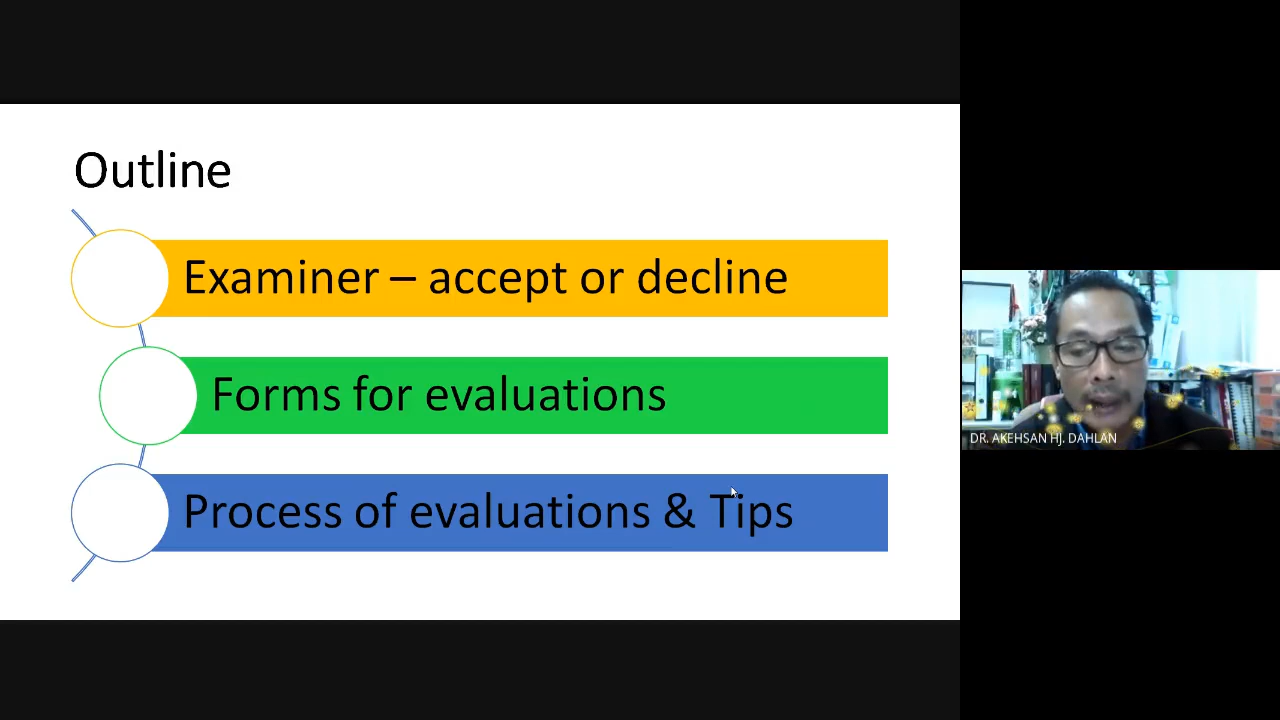 Outline
Examiner – accept or decline
Forms for evaluations
Process of evaluations & Tips
DR. AKEHSAN HJ. DAHLAN